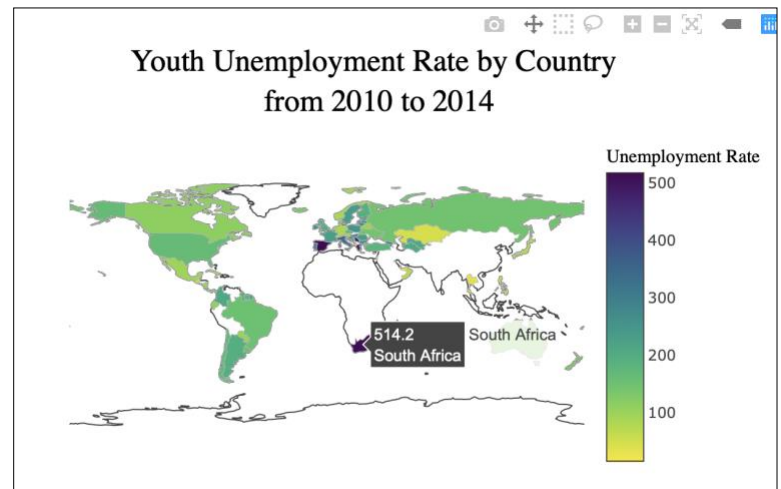 Youth Unemployment Rate by Country
from 2010 to 2014
Unemployment Rate
500
400
300
200
100
514.2
South Africa
South Africa